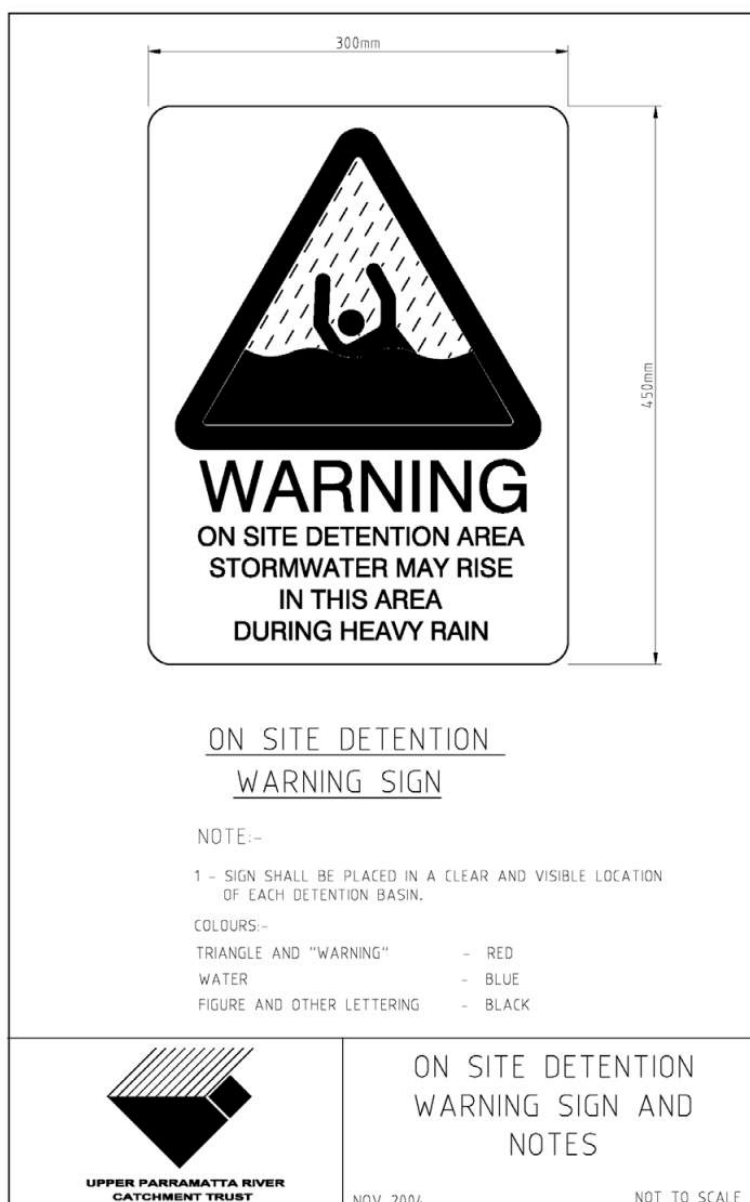 300mm
450mm
WARNING
ON SITE DETENTION AREA
STORMWATER MAY RISE
IN THIS AREA
DURING HEAVY RAIN
ON SITE DETENTION
WARNING SIGN
NOTE:-
1 - SIGN SHALL BE PLACED IN A CLEAR AND VISIBLE LOCATION
OF EACH DETENTION BASIN.
COLOURS:-
TRIANGLE AND "WARNING" - RED
WATER - BLUE
FIGURE AND OTHER LETTERING - BLACK
UPPER PARRAMATTA RIVER
CATCHMENT TRUST
ON SITE DETENTION
WARNING SIGN AND
NOTES
NOV 2004 NOT TO SCALE